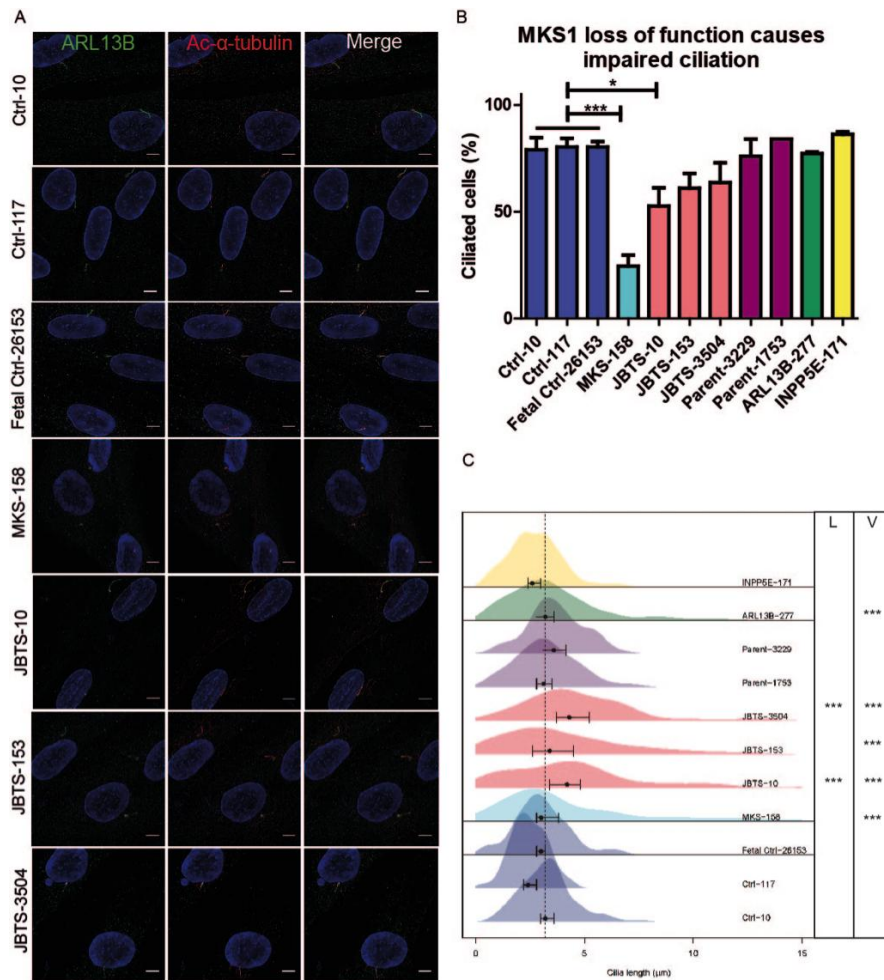 A
ARL13B
Ac-α-tubulin
Merge
Ctrl-10
Ctrl-117
Fetal Ctrl-26153
MKS-158
JBTS-10
JBTS-153
JBTS-3504
B
MKS1 loss of function causes
impaired ciliation
*
***
Ciliated cells (%)
100
50
0
Ctrl-10
Ctrl-117
Fetal Ctrl-26153
MKS-158
JBTS-10
JBTS-153
JBTS-3504
Parent-3229
Parent-1753
ARL13B-277
INPP5E-171
C
L V
INPP5E-171
ARL13B-277 ***
Parent-3229
Parent-1753
JBTS-3504 *** ***
JBTS-153 ***
JBTS-10 *** ***
MKS-158 ***
Fetal Ctrl-26153
Ctrl-117
Ctrl-10
0 5 10 15
Cilia length (μm)